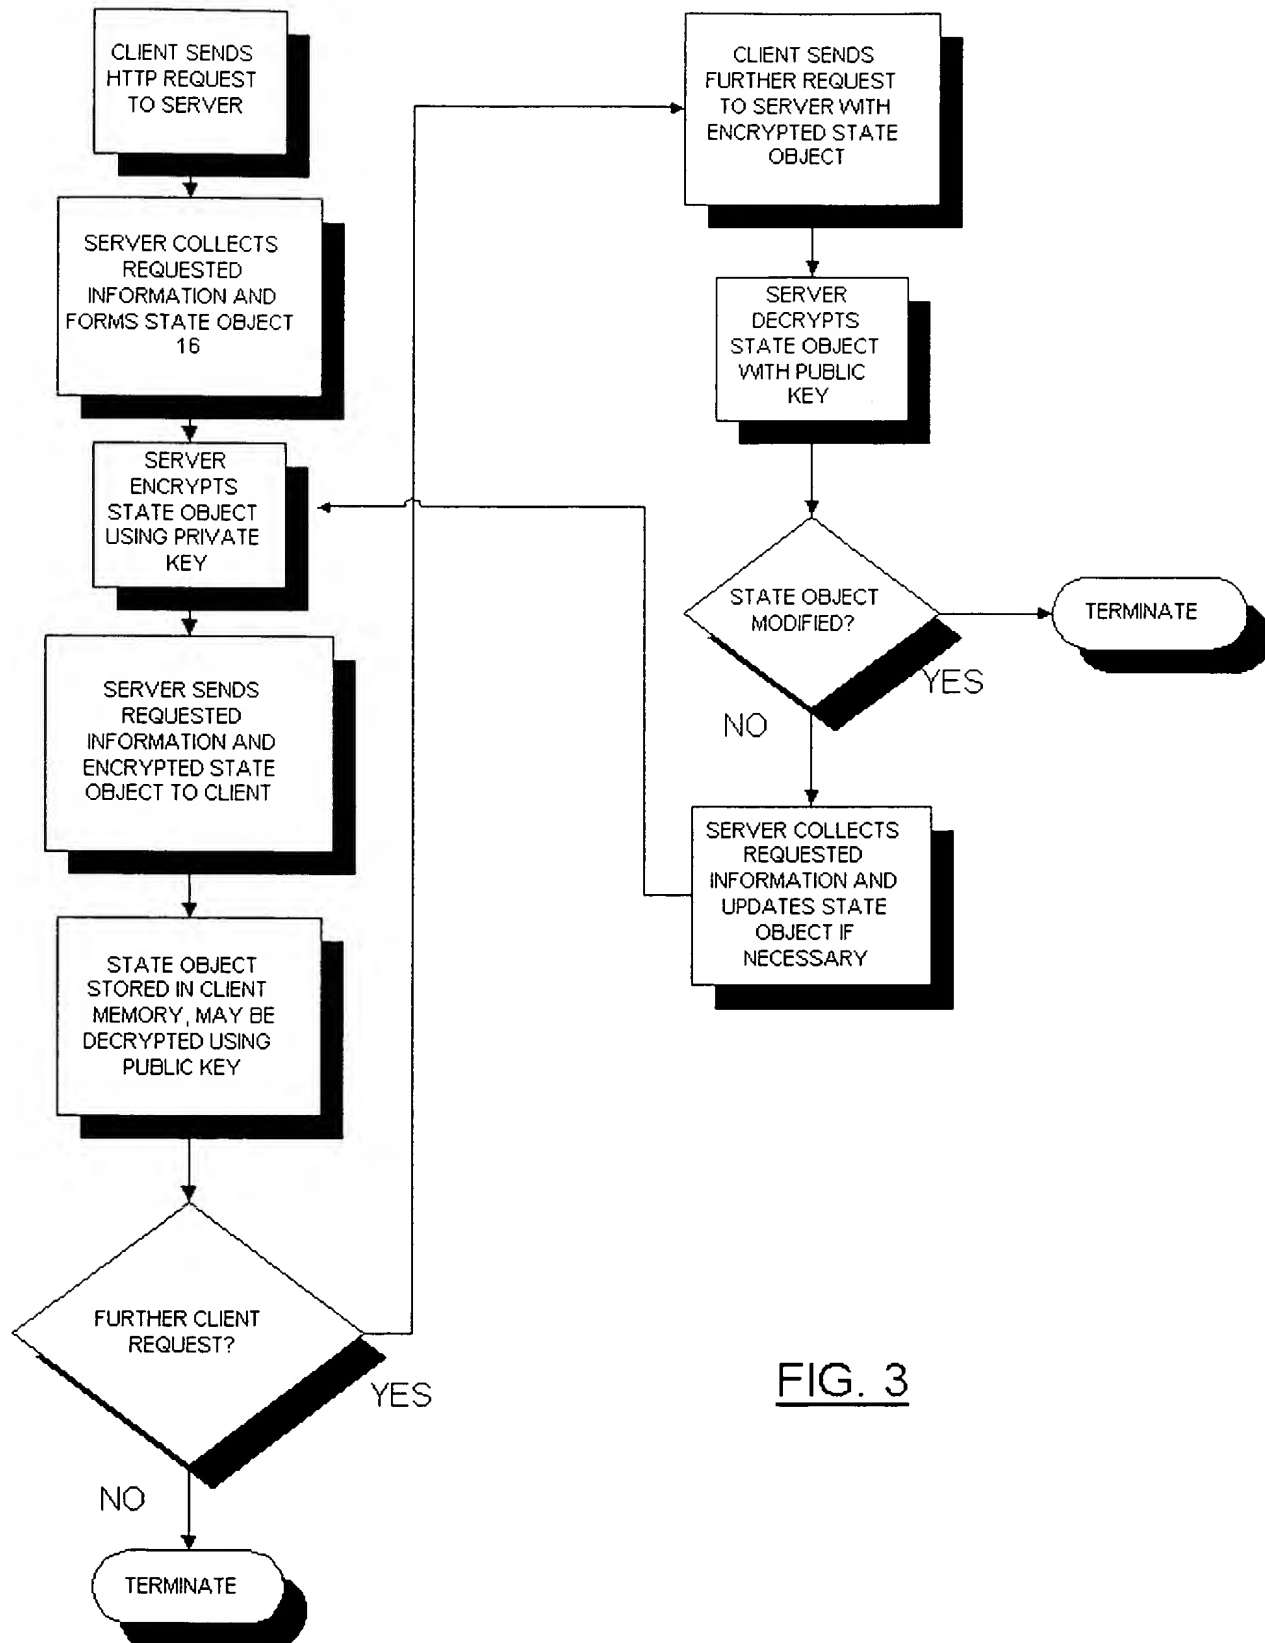 CLIENT SENDS
HTTP REQUEST
TO SERVER
SERVER COLLECTS
REQUESTED
INFORMATION AND
FORMS STATE OBJECT
16
SERVER
ENCRYPTS
STATE OBJECT
USING PRIVATE
KEY
SERVER SENDS
REQUESTED
INFORMATION AND
ENCRYPTED STATE
OBJECT TO CLIENT
STATE OBJECT
STORED IN CLIENT
MEMORY, MAY BE
DECRYPTED USING
PUBLIC KEY
FURTHER CLIENT
REQUEST?
YES
NO
TERMINATE
CLIENT SENDS
FURTHER REQUEST
TO SERVER WITH
ENCRYPTED STATE
OBJECT
SERVER
DECRYPTS
STATE OBJECT
WITH PUBLIC
KEY
STATE OBJECT
MODIFIED?
YES
TERMINATE
NO
SERVER COLLECTS
REQUESTED
INFORMATION AND
UPDATES STATE
OBJECT IF
NECESSARY
FIG. 3